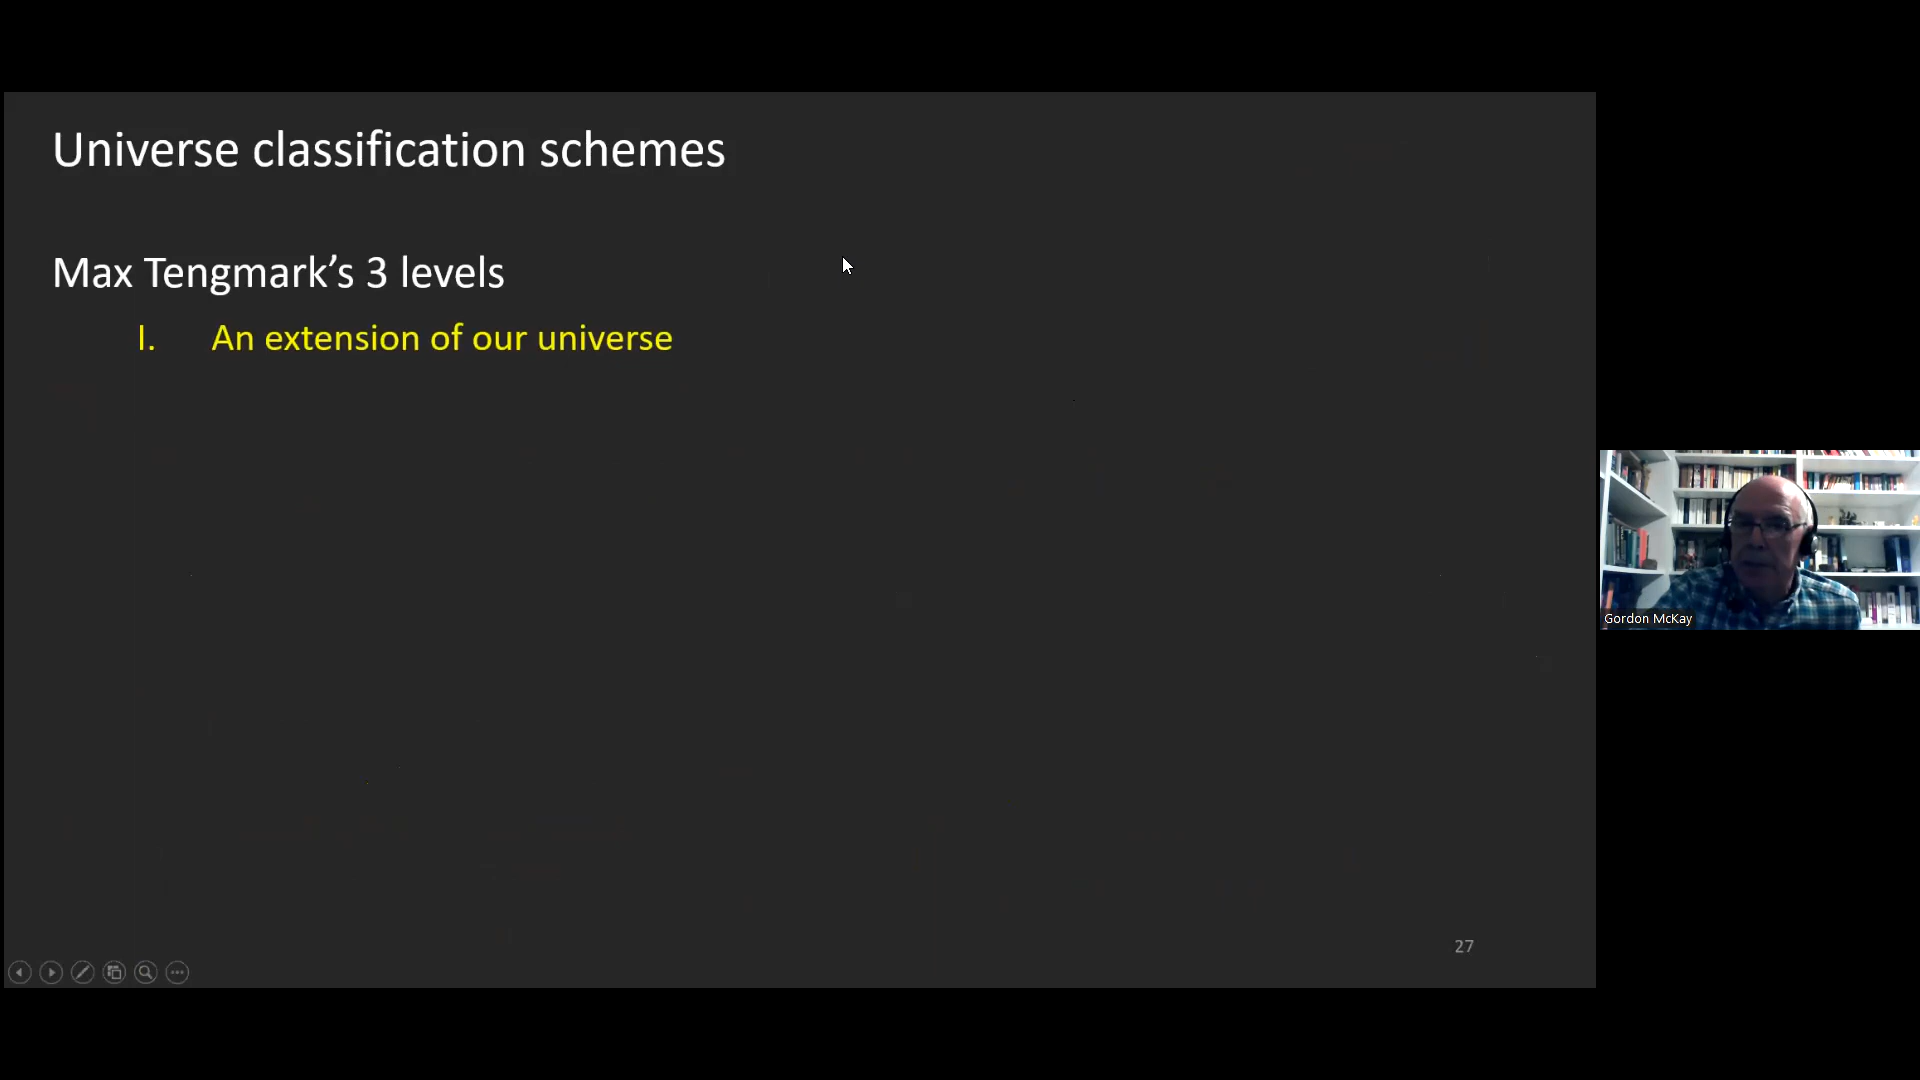 Universe classification schemes
Max Tengmark’s 3 levels
I. An extension of our universe
Gordon McKay
27